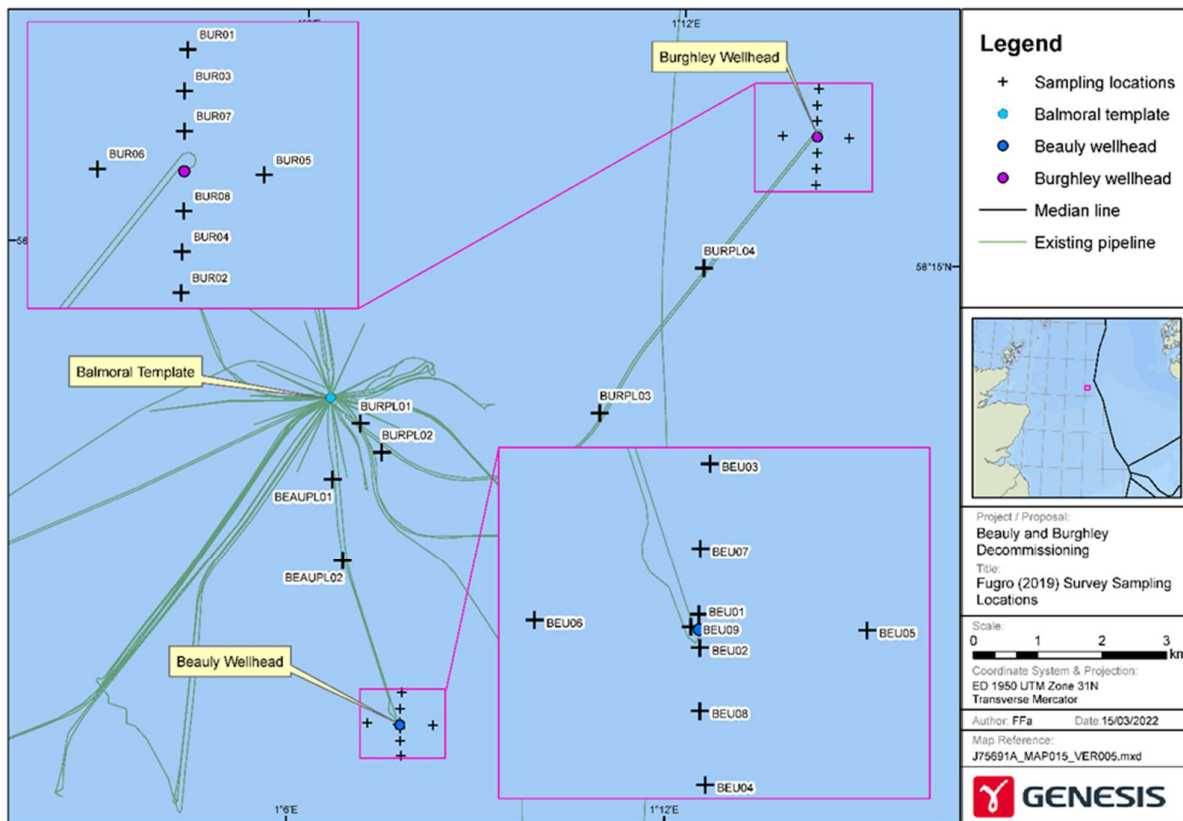 1°12'E
BUR01
BUR03
BUR07
BUR06
BUR05
BUR08
BUR04
BUR02
Burghley Wellhead
BURPL04
58°15'N
58
Balmoral Template
BURPL01
BURPL02
BURPL03
BEAUPL01
BEAUPL02
Beauly Wellhead
BEU03
BEU07
BEU01
BEU06
BEU09
BEU05
BEU02
BEU08
BEU04
1°6'E
1°12'E
Legend
Sampling locations
Balmoral template
Beauly wellhead
Burghley wellhead
Median line
Existing pipeline
Project / Proposal:
Beauly and Burghley
Decommissioning
Title:
Fugro (2019) Survey Sampling
Locations
Scale:
0 1 2 3
km
Coordinate System & Projection:
ED 1950 UTM Zone 31N
Transverse Mercator
Author: FFa Date:15/03/2022
Map Reference:
J75691A_MAP015_VER005.mxd
GENESIS